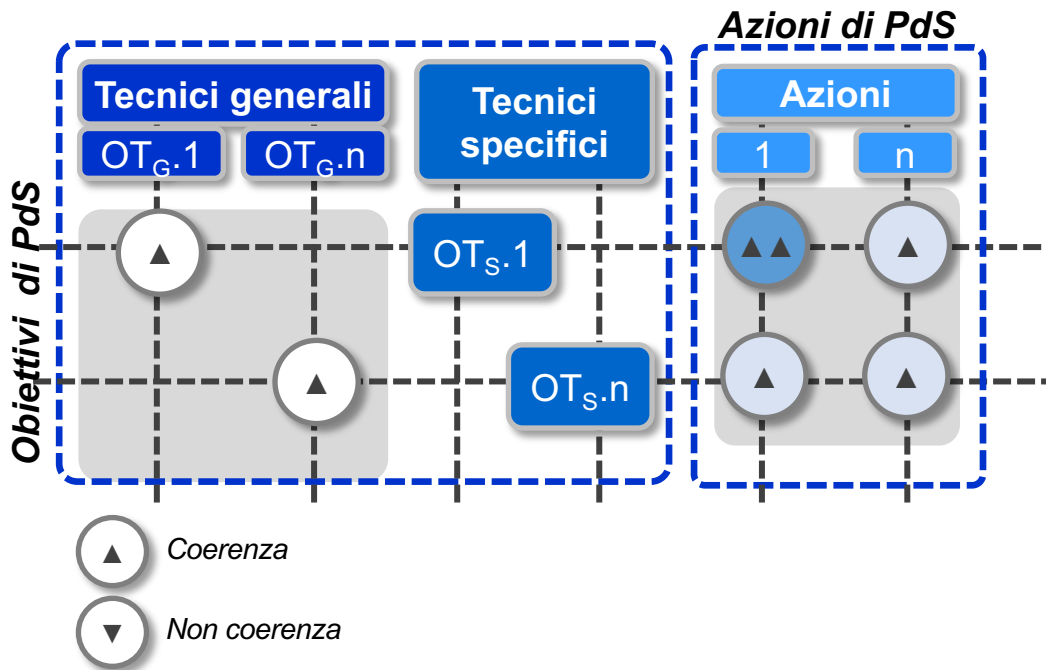 Azioni di PdS
Tecnici generali
Tecnici
specifici
Azioni
OTG.1
OTG.n
1
n
Obiettivi di PdS
▲
OTS.1
▲▲
▲
▲
OTS.n
▲
▲
▲ Coerenza
▼ Non coerenza